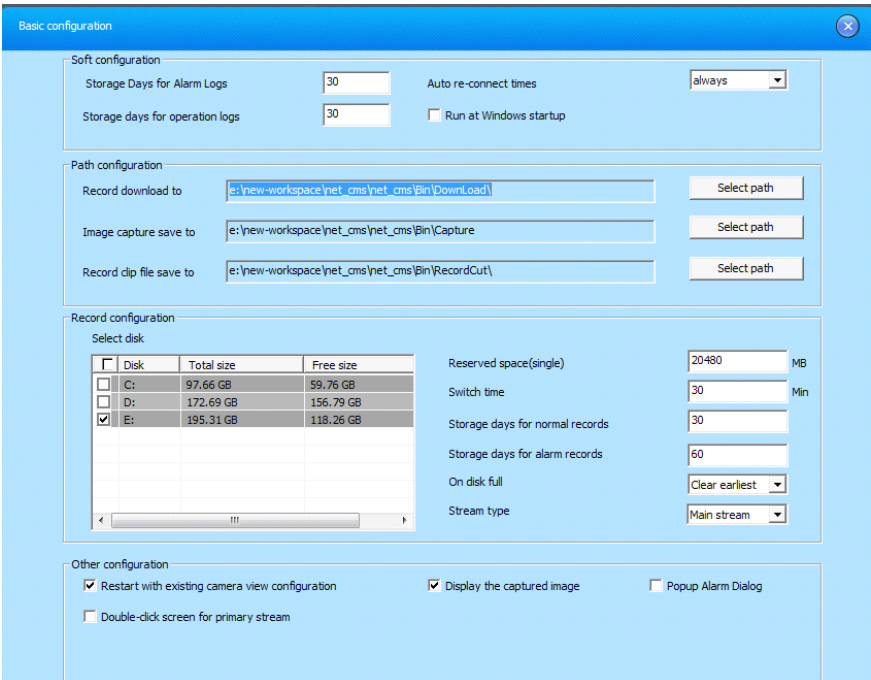 Basic configuration
Soft configuration
Storage Days for Alarm Logs 30 Auto re-connect times always
Storage days for operation logs 30 Run at Windows startup
Path configuration
Record download to e:\new-workspace\net_cms\net_cms\Bin\DownLoad\ Select path
Image capture save to e:\new-workspace\net_cms\net_cms\Bin\Capture Select path
Record clip file save to e:\new-workspace\net_cms\net_cms\Bin\RecordCut\ Select path
Record configuration
Select disk
Disk Total size Free size
C: 97.66 GB 59.76 GB
D: 172.69 GB 156.79 GB
E: 195.31 GB 118.26 GB
Reserved space(single) 20480 MB
Switch time 30 Min
Storage days for normal records 30
Storage days for alarm records 60
On disk full Clear earliest
Stream type Main stream
Other configuration
Restart with existing camera view configuration Display the captured image Popup Alarm Dialog
Double-click screen for primary stream